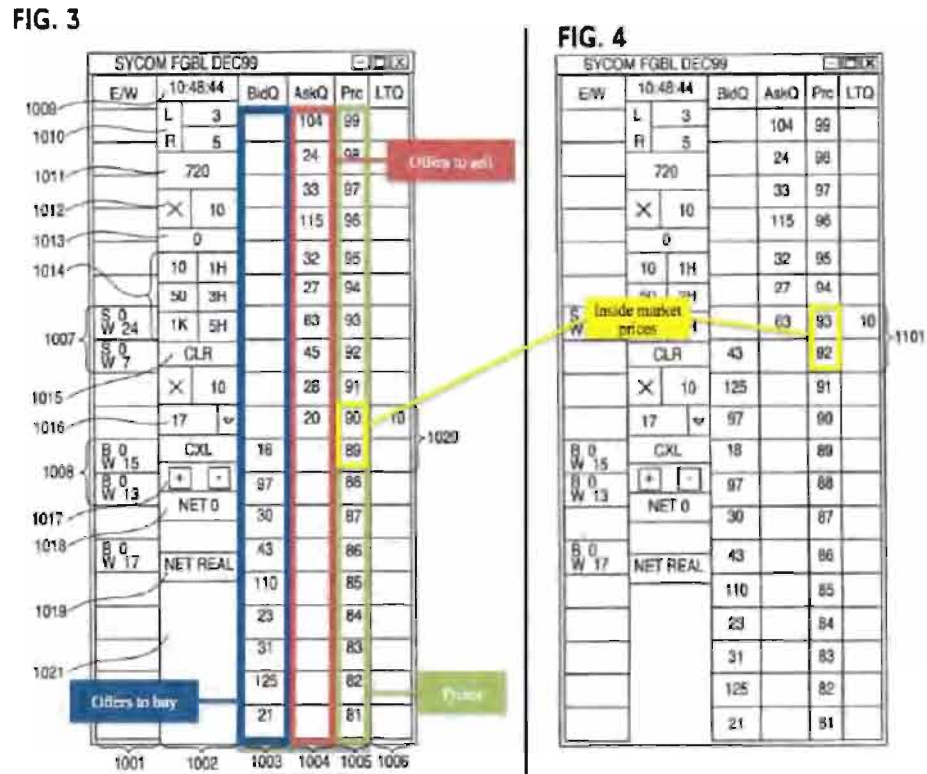 FIG. 3
SYCOM FGBL DEC99
E/W 10:48:44 BidQ AskQ Prc LTQ
1009
L 3 104 99
1010
R 5
24 98
Offers to sell
1011 720
33 97
1012 10
115 96
1013 0
1014
32 95
10 1H
27 94
50 3H
1007 S 0 W 24 1K 5H 63 93
S 0 W 7 CLR 45 92
1015 10 28 91
1016 17 20 90 10
1020
1008 B 0 W 15 CXL 18 89
B 0 W 13 + - 97 88
1017
NET 0 30 87
1018
B 0 W 17 43 86
NET REAL
1019 110 85
23 84
1021 31 83
125 82
Offers to buy
Prices
21 81
1001 1002 1003 1004 1005 1006
FIG. 4
SYCOM FGBL DEC99
E/W 10:48:44 BidQ AskQ Prc LTQ
L 3 104 99
R 5
24 98
720
33 97
10 115 96
0
32 95
10 1H
27 94
50 3H
Inside market prices
63 93 10
1101
CLR 43 92
10 125 91
17 97 90
B 0 W 15 CXL 18 89
B 0 W 13 + - 97 88
NET 0 30 87
B 0 W 17 43 86
NET REAL
110 85
23 84
31 83
125 82
21 81